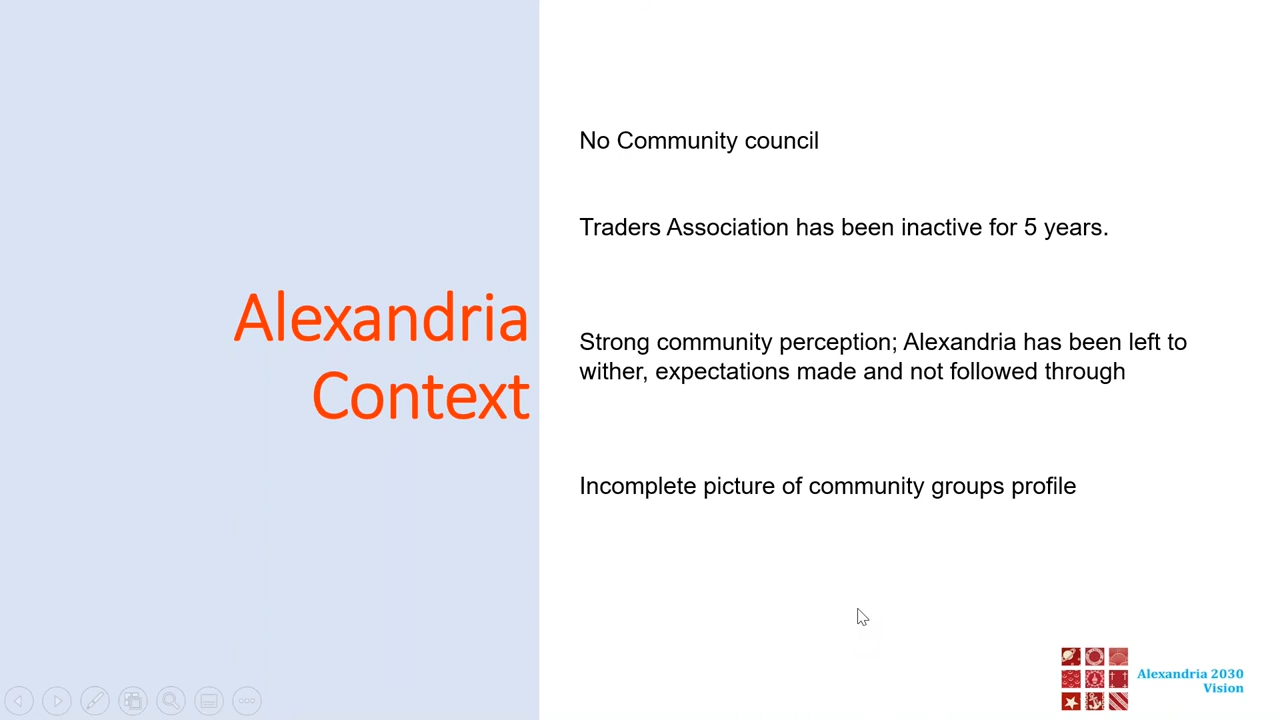 Alexandria
Context
No Community council
Traders Association has been inactive for 5 years.
Strong community perception; Alexandria has been left to
wither, expectations made and not followed through
Incomplete picture of community groups profile
Alexandria 2030
Vision